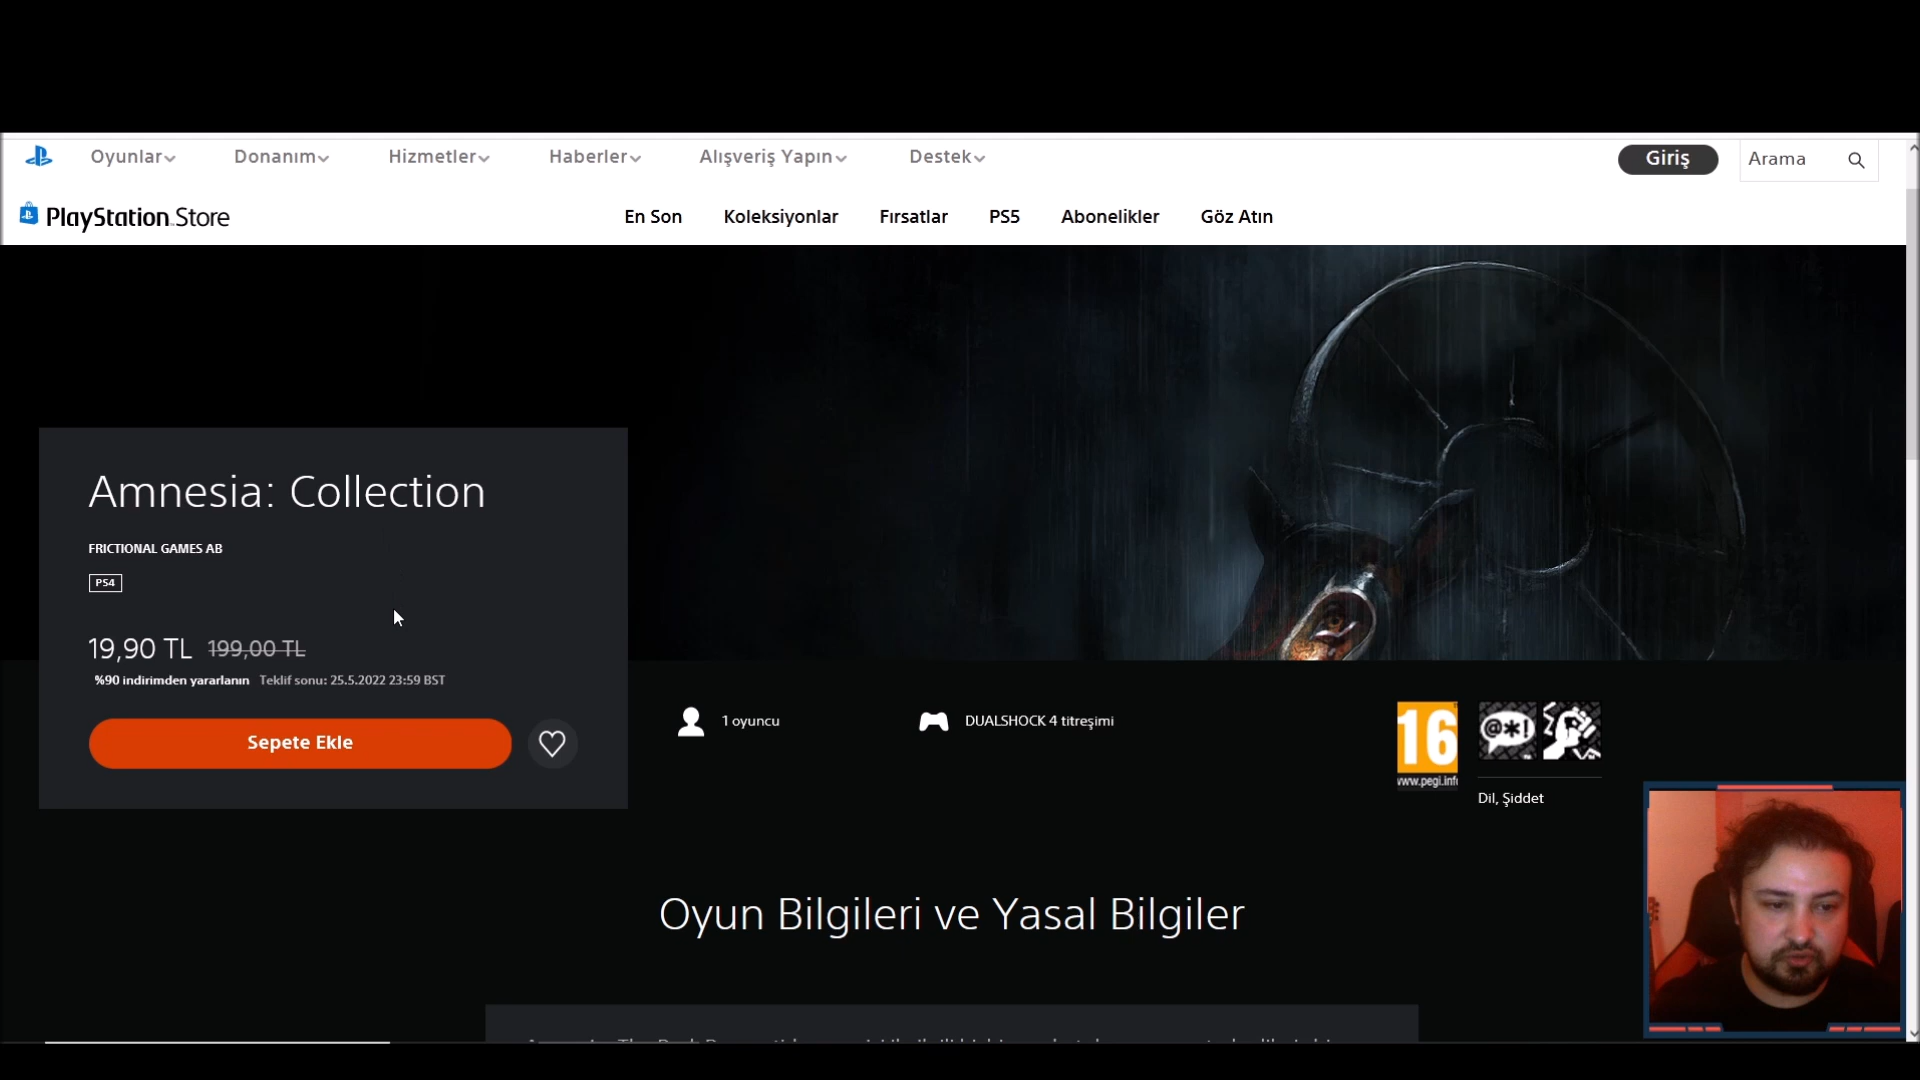 Oyunlar Donanım Hizmetler Haberler Alışveriş Yapın Destek Giriş Arama
PlayStation Store En Son Koleksiyonlar Fırsatlar PS5 Abonelikler Göz Atın
Amnesia: Collection
FRICTIONAL GAMES AB
PS4
19,90 TL 199,00 TL
%90 indirimden yararlanın Teklif sonu: 25.5.2022 23:59 BST
Sepete Ekle
1 oyuncu
DUALSHOCK 4 titreşimi
16
www.pegi.info
@*!
Dil, Şiddet
Oyun Bilgileri ve Yasal Bilgiler